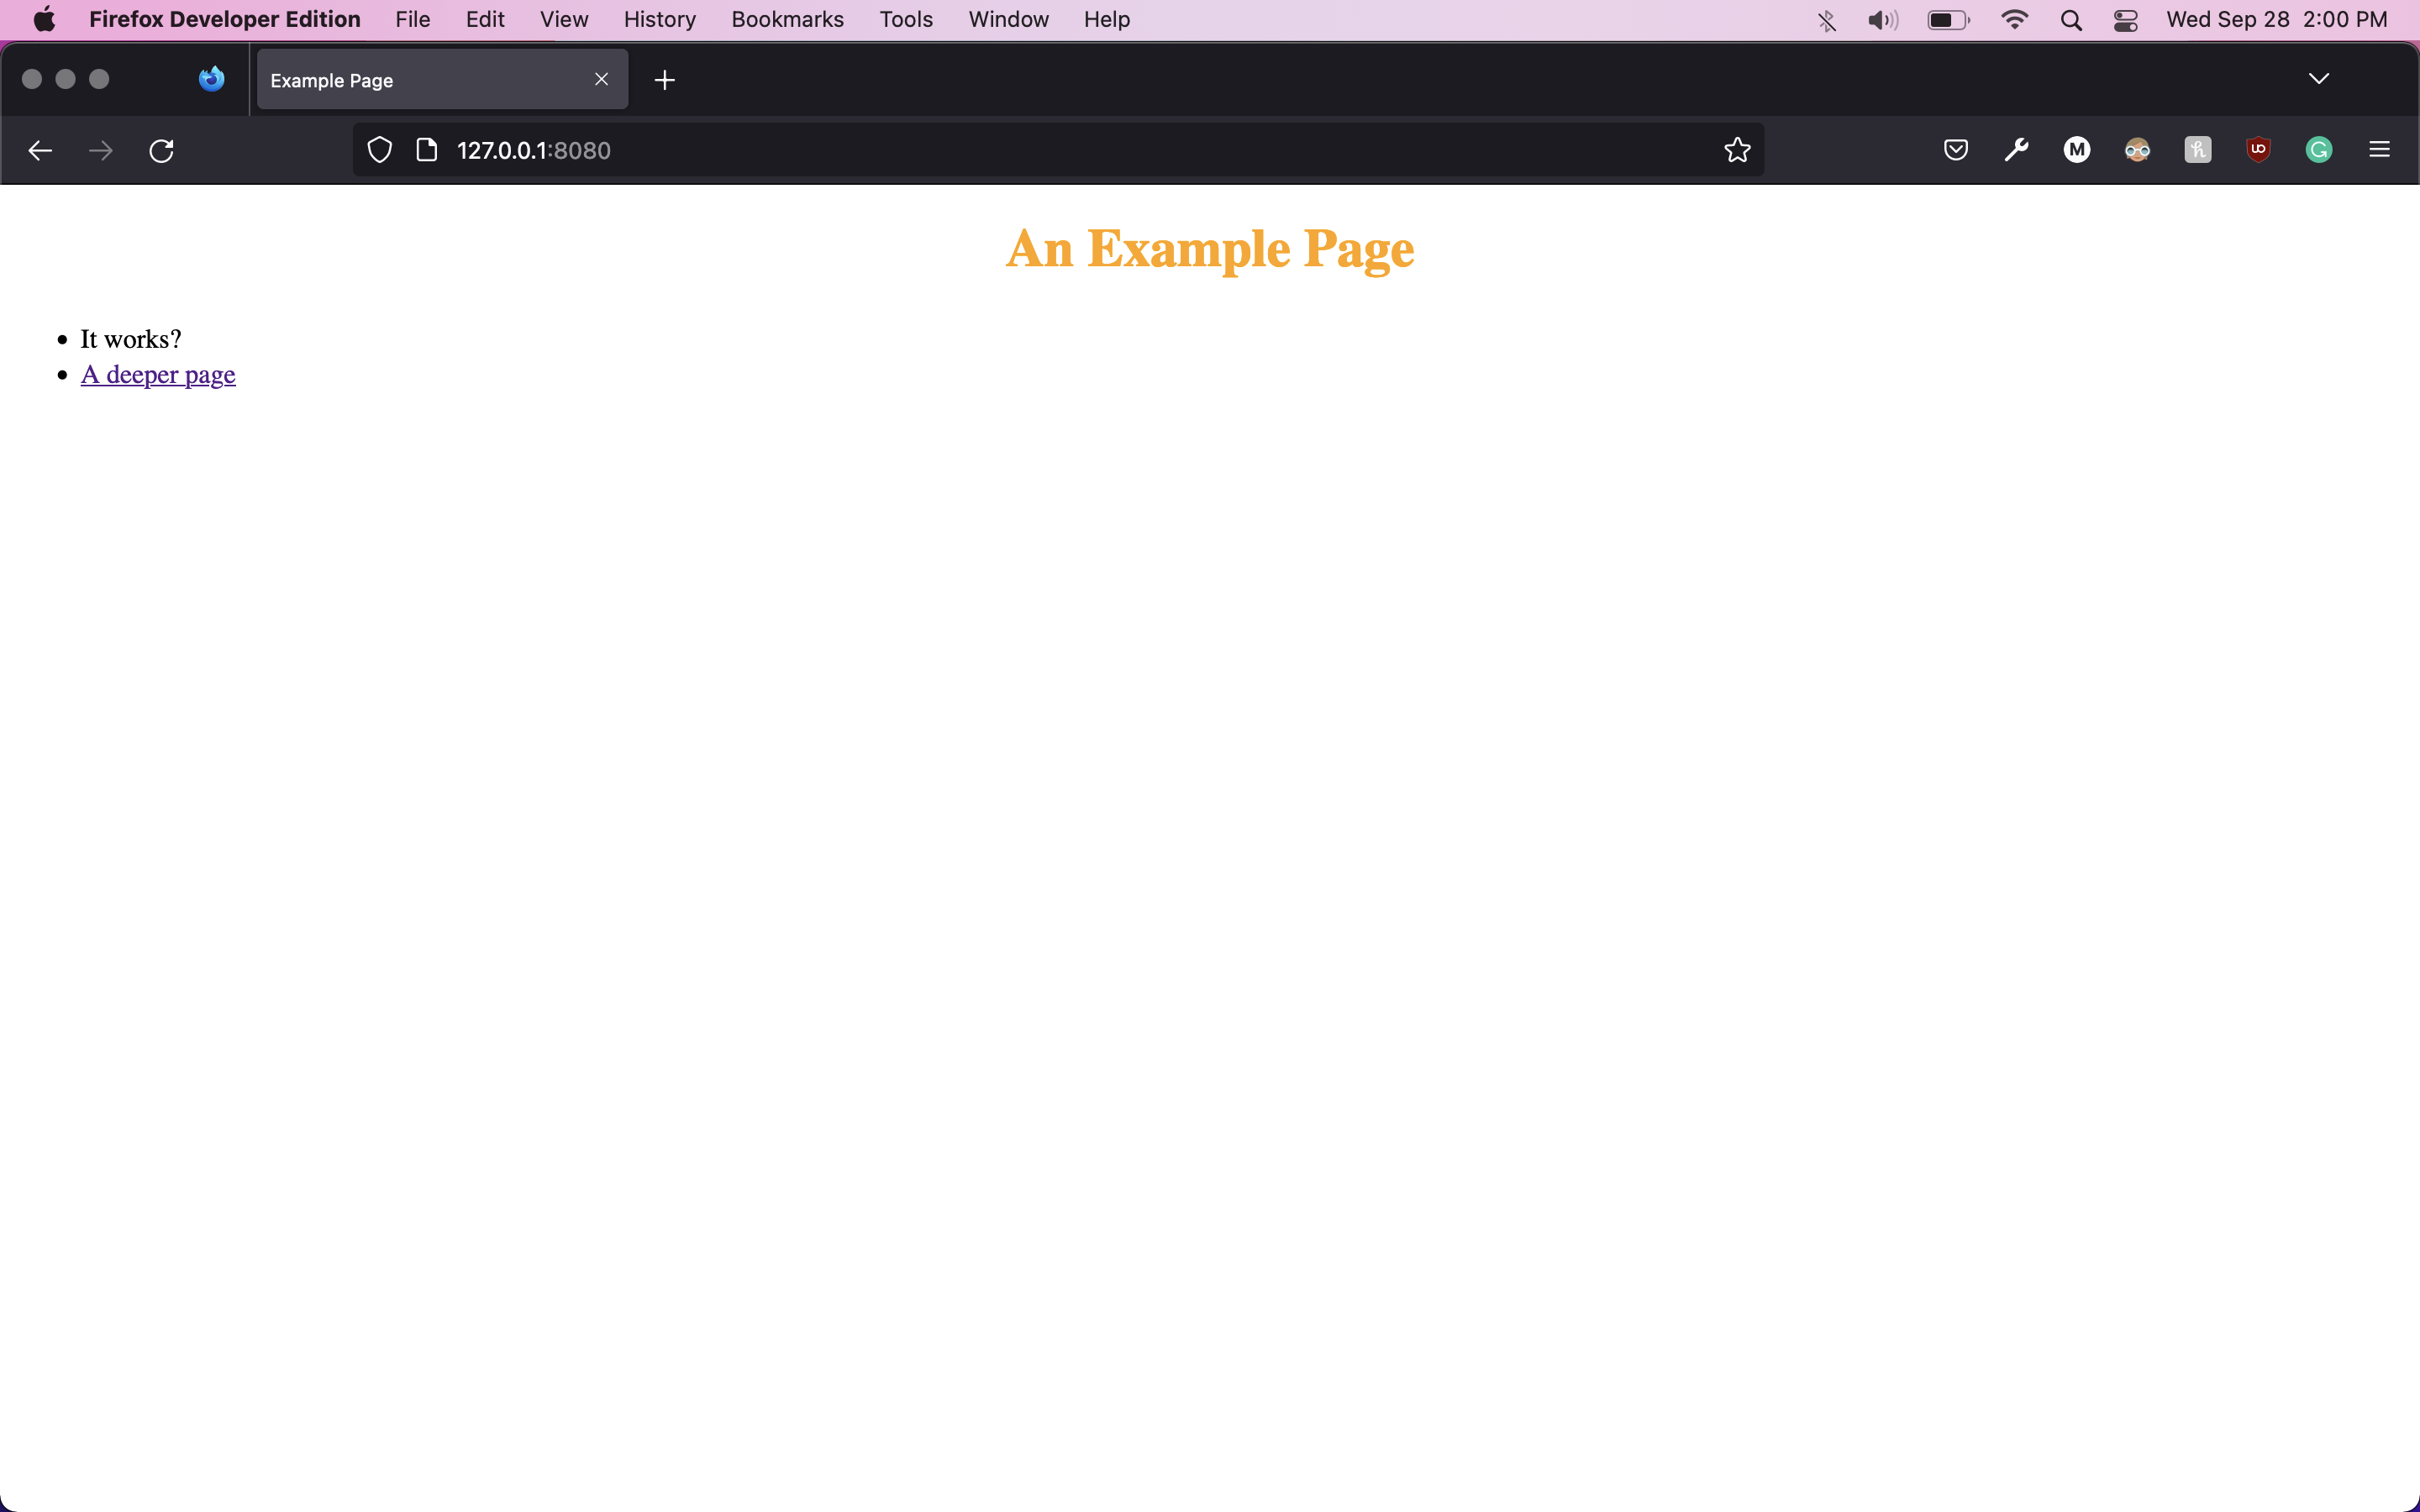 Firefox Developer Edition File Edit View History Bookmarks Tools Window Help Wed Sep 28 2:00 PM
Example Page
127.0.0.1:8080
M
h
uo
G
An Example Page
It works?
A deeper page